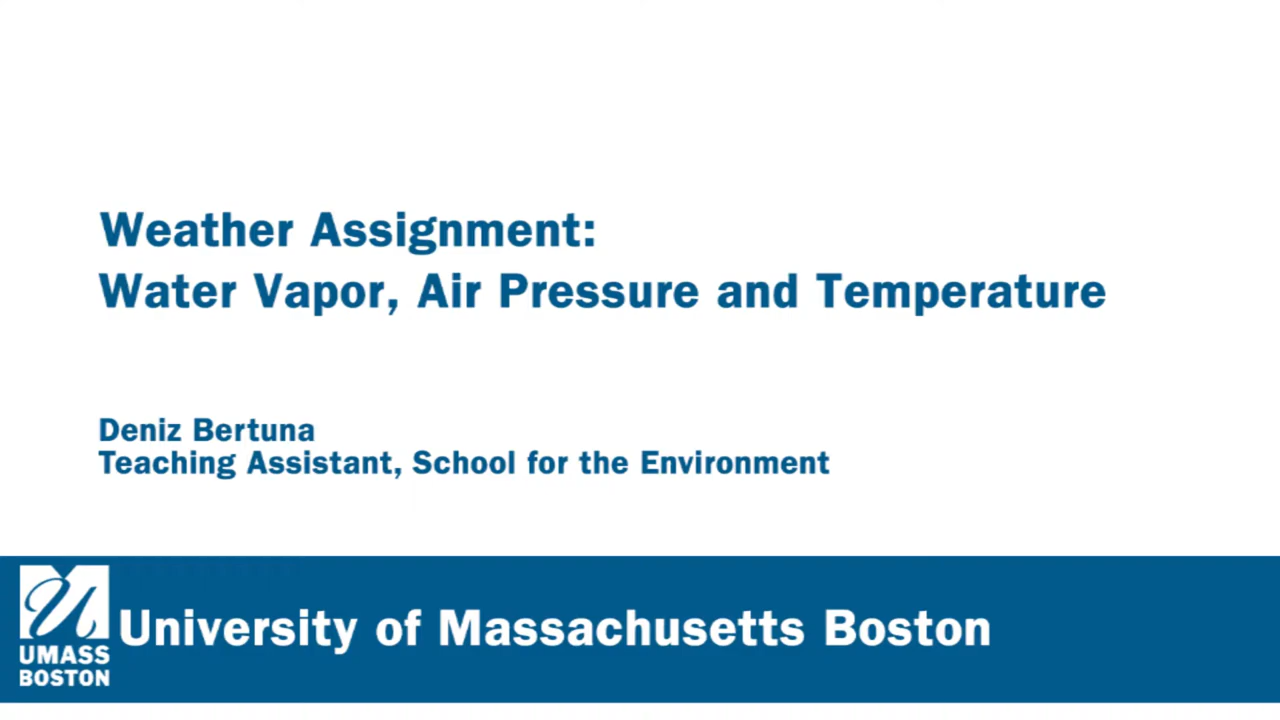 Weather Assignment:
Water Vapor, Air Pressure and Temperature
Deniz Bertuna
Teaching Assistant, School for the Environment
UMASS
BOSTON
University of Massachusetts Boston